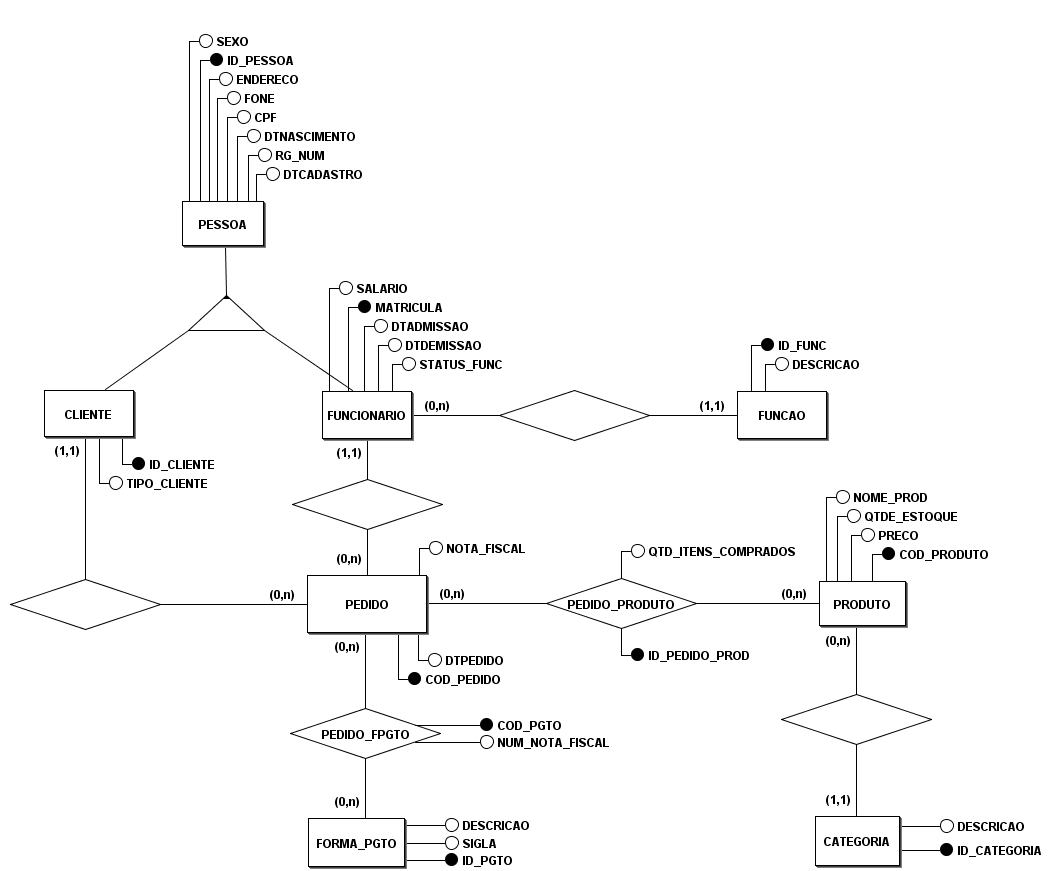 SEXO
ID_PESSOA
ENDERECO
FONE
CPF
DTNASCIMENTO
RG_NUM
DTCADASTRO
PESSOA
SALARIO
MATRICULA
DTADMISSAO
DTDEMISSAO
STATUS_FUNC
ID_FUNC
DESCRICAO
CLIENTE
FUNCIONARIO
(0,n)
(1,1)
FUNCAO
(1,1)
ID_CLIENTE
TIPO_CLIENTE
(1,1)
(0,n)
NOTA_FISCAL
QTD_ITENS_COMPRADOS
NOME_PROD
QTDE_ESTOQUE
PRECO
COD_PRODUTO
(0,n)
PEDIDO
(0,n)
PEDIDO_PRODUTO
(0,n)
PRODUTO
(0,n)
DTPEDIDO
COD_PEDIDO
ID_PEDIDO_PROD
(0,n)
PEDIDO_FPGTO
COD_PGTO
NUM_NOTA_FISCAL
(0,n)
(1,1)
FORMA_PGTO
DESCRICAO
SIGLA
ID_PGTO
CATEGORIA
DESCRICAO
ID_CATEGORIA